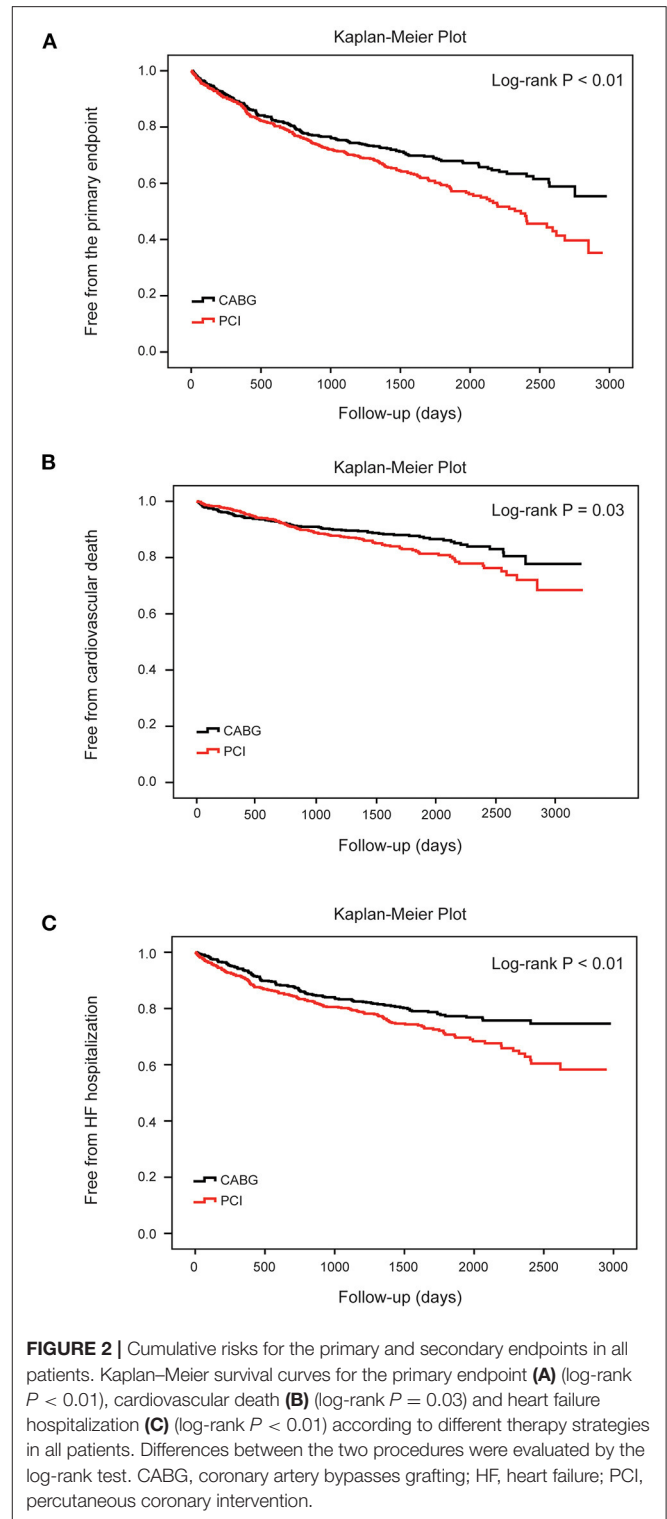 A
Kaplan-Meier Plot
Log-rank P < 0.01
Free from the primary endpoint
1.0
0.8
0.6
0.4
0.2
0.0
CABG
PCI
0 500 1000 1500 2000 2500 3000
Follow-up (days)
B
Kaplan-Meier Plot
Log-rank P = 0.03
Free from cardiovascular death
1.0
0.8
0.6
0.4
0.2
0.0
CABG
PCI
0 500 1000 1500 2000 2500 3000
Follow-up (days)
C
Kaplan-Meier Plot
Log-rank P < 0.01
Free from HF hospitalization
1.0
0.8
0.6
0.4
0.2
0.0
CABG
PCI
0 500 1000 1500 2000 2500 3000
Follow-up (days)
FIGURE 2 | Cumulative risks for the primary and secondary endpoints in all
patients. Kaplan–Meier survival curves for the primary endpoint (A) (log-rank
P < 0.01), cardiovascular death (B) (log-rank P = 0.03) and heart failure
hospitalization (C) (log-rank P < 0.01) according to different therapy strategies
in all patients. Differences between the two procedures were evaluated by the
log-rank test. CABG, coronary artery bypasses grafting; HF, heart failure; PCI,
percutaneous coronary intervention.